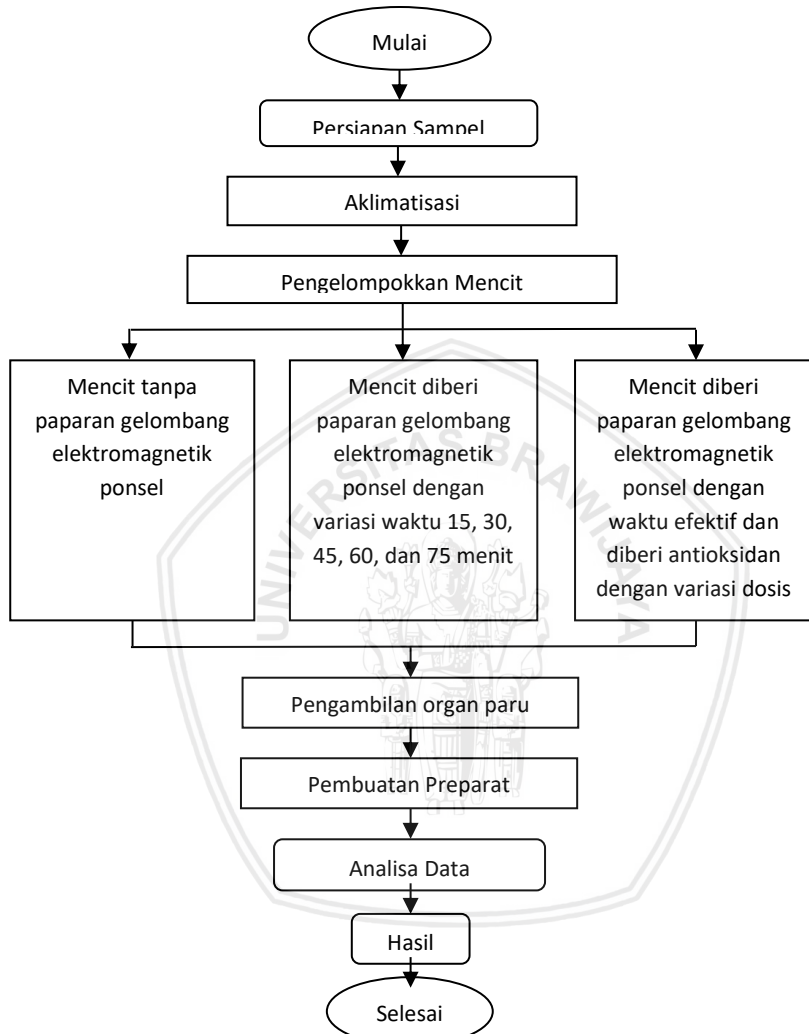 Mulai
Persiapan Sampel
Aklimatisasi
Pengelompokkan Mencit
Mencit tanpa
paparan gelombang
elektromagnetik
ponsel
Mencit diberi
paparan gelombang
elektromagnetik
ponsel dengan
variasi waktu 15, 30,
45, 60, dan 75 menit
Mencit diberi
paparan gelombang
elektromagnetik
ponsel dengan
waktu efektif dan
diberi antioksidan
dengan variasi dosis
UNIVERSITAS BRAWIJAYA
Pengambilan organ paru
Pembuatan Preparat
Analisa Data
Hasil
Selesai